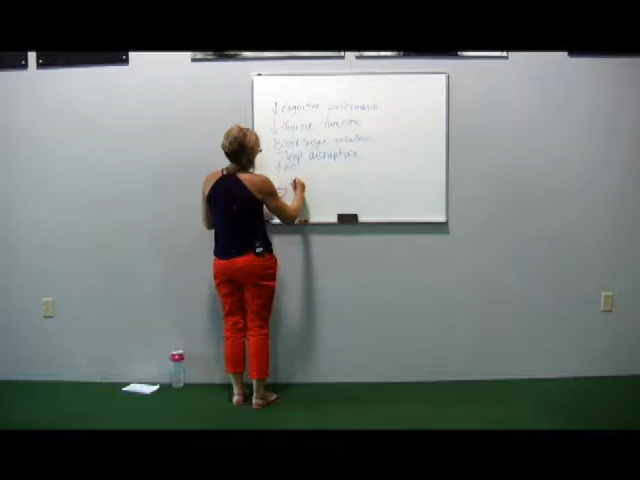 ↓ cognitive performance
↓ thyroid function
Blood sugar imbalance
Sleep disruption